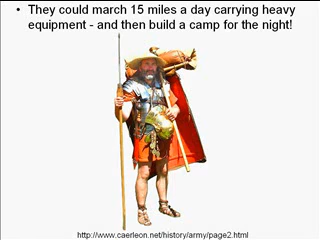 • They could march 15 miles a day carrying heavy
equipment - and then build a camp for the night!
http://www.caerleon.net/history/army/page2.html